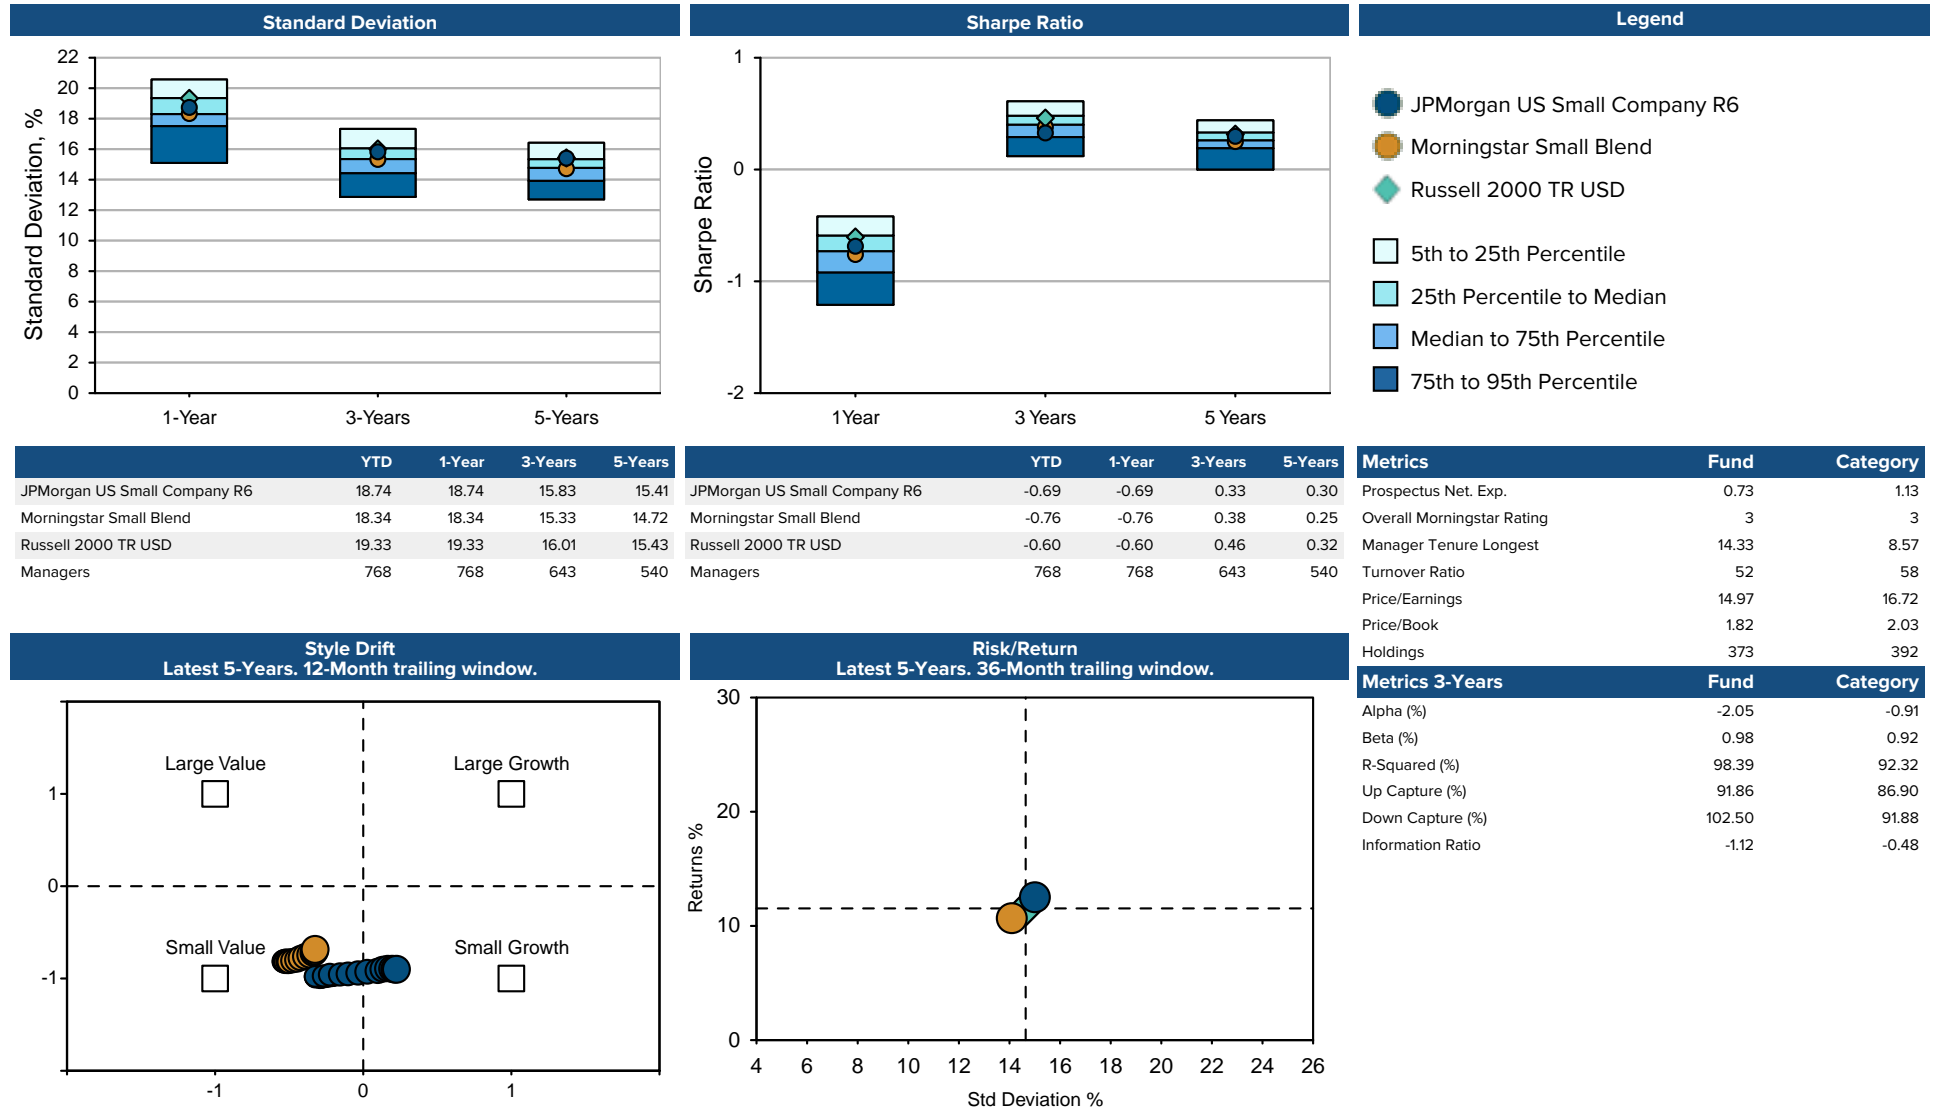 Standard Deviation
22
20
18
16
14
12
10
8
6
4
2
0
Standard Deviation, %
1-Year 3-Years 5-Years
Sharpe Ratio
1
0
-1
-2
Sharpe Ratio
1Year 3 Years 5 Years
Legend
JPMorgan US Small Company R6
Morningstar Small Blend
Russell 2000 TR USD
5th to 25th Percentile
25th Percentile to Median
Median to 75th Percentile
75th to 95th Percentile
YTD 1-Year 3-Years 5-Years
JPMorgan US Small Company R6 18.74 18.74 15.83 15.41
Morningstar Small Blend 18.34 18.34 15.33 14.72
Russell 2000 TR USD 19.33 19.33 16.01 15.43
Managers 768 768 643 540
YTD 1-Year 3-Years 5-Years
JPMorgan US Small Company R6 -0.69 -0.69 0.33 0.30
Morningstar Small Blend -0.76 -0.76 0.38 0.25
Russell 2000 TR USD -0.60 -0.60 0.46 0.32
Managers 768 768 643 540
Metrics Fund Category
Prospectus Net. Exp. 0.73 1.13
Overall Morningstar Rating 3 3
Manager Tenure Longest 14.33 8.57
Turnover Ratio 52 58
Price/Earnings 14.97 16.72
Price/Book 1.82 2.03
Holdings 373 392
Metrics 3-Years Fund Category
Alpha (%) -2.05 -0.91
Beta (%) 0.98 0.92
R-Squared (%) 98.39 92.32
Up Capture (%) 91.86 86.90
Down Capture (%) 102.50 91.88
Information Ratio -1.12 -0.48
Style Drift
Latest 5-Years. 12-Month trailing window.
Large Value Large Growth
1
0
Small Value Small Growth
-1
-1 0 1
Risk/Return
Latest 5-Years. 36-Month trailing window.
30
20
10
0
Returns %
4 6 8 10 12 14 16 18 20 22 24 26
Std Deviation %